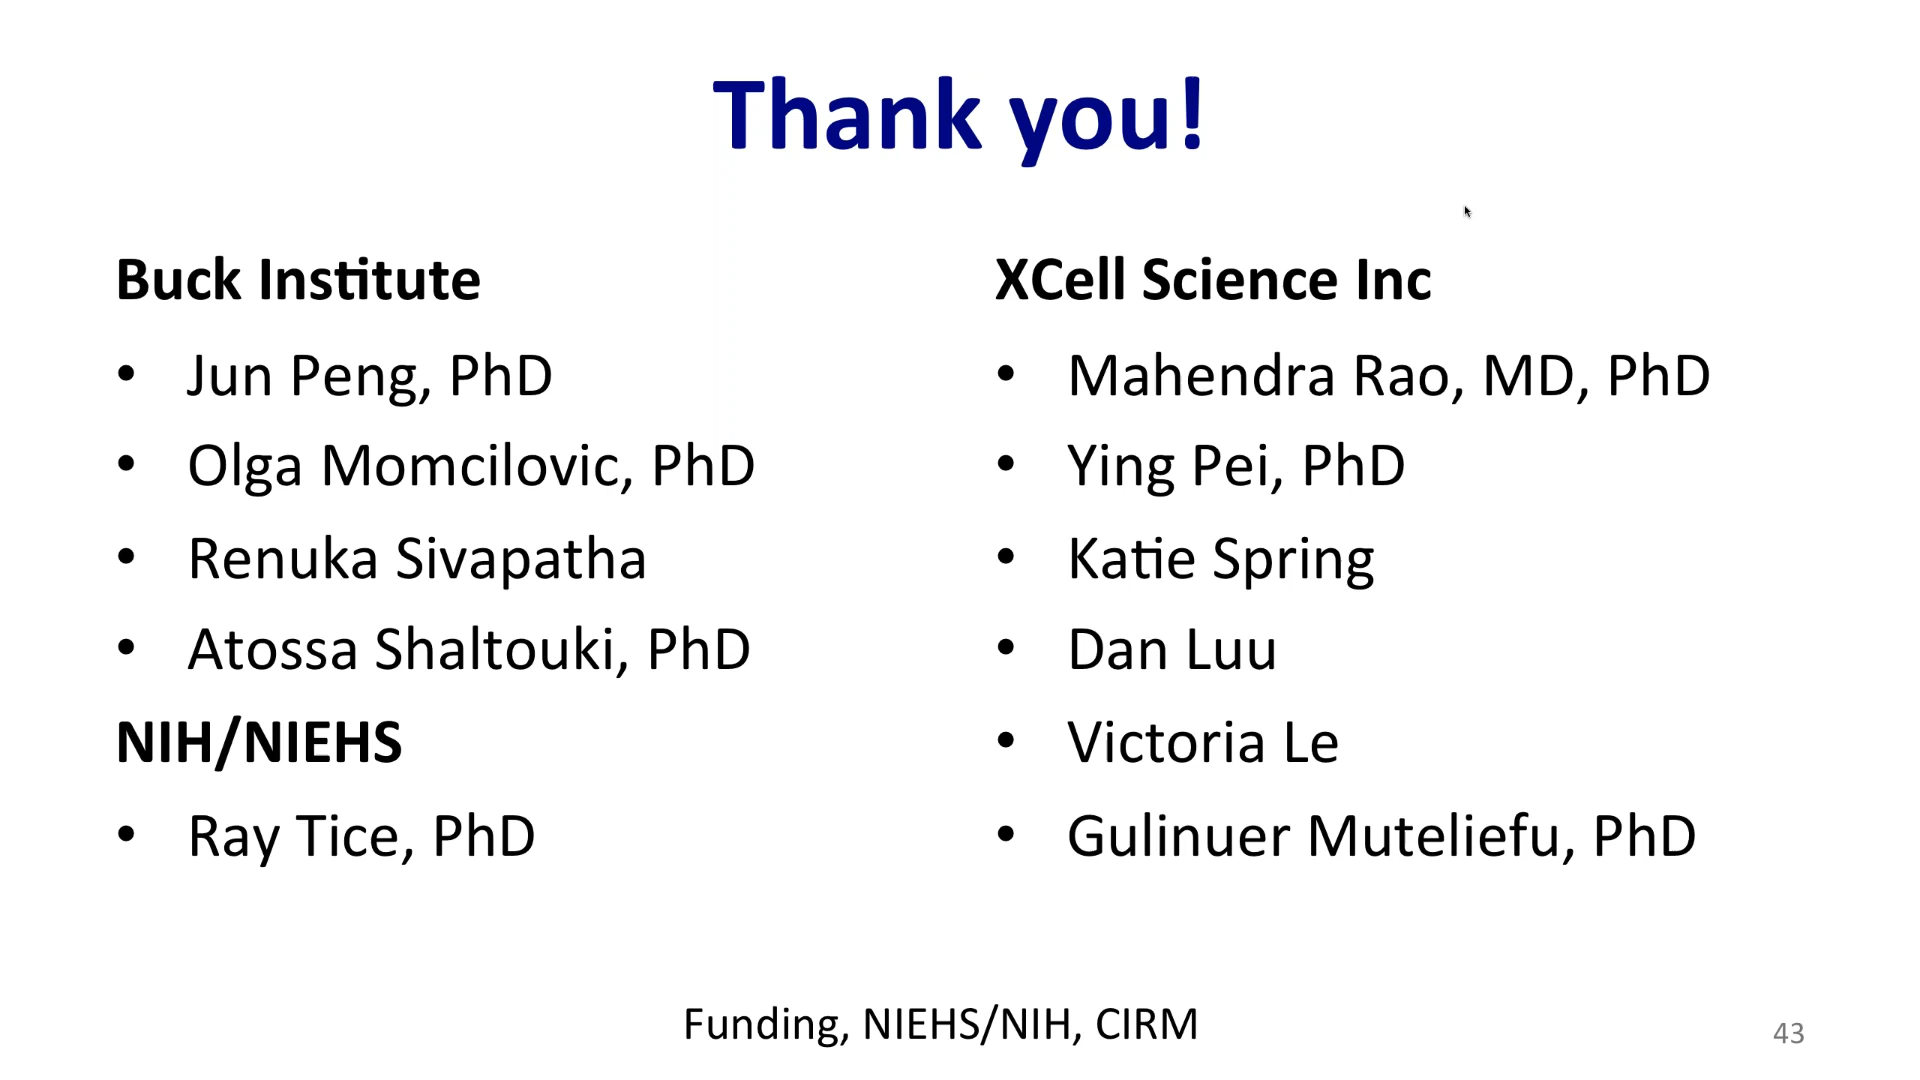 Thank you!
Buck Institute
• Jun Peng, PhD
• Olga Momcilovic, PhD
• Renuka Sivapatha
• Atossa Shaltouki, PhD
NIH/NIEHS
• Ray Tice, PhD
XCell Science Inc
• Mahendra Rao, MD, PhD
• Ying Pei, PhD
• Katie Spring
• Dan Luu
• Victoria Le
• Gulinuer Muteliefu, PhD
Funding, NIEHS/NIH, CIRM
43